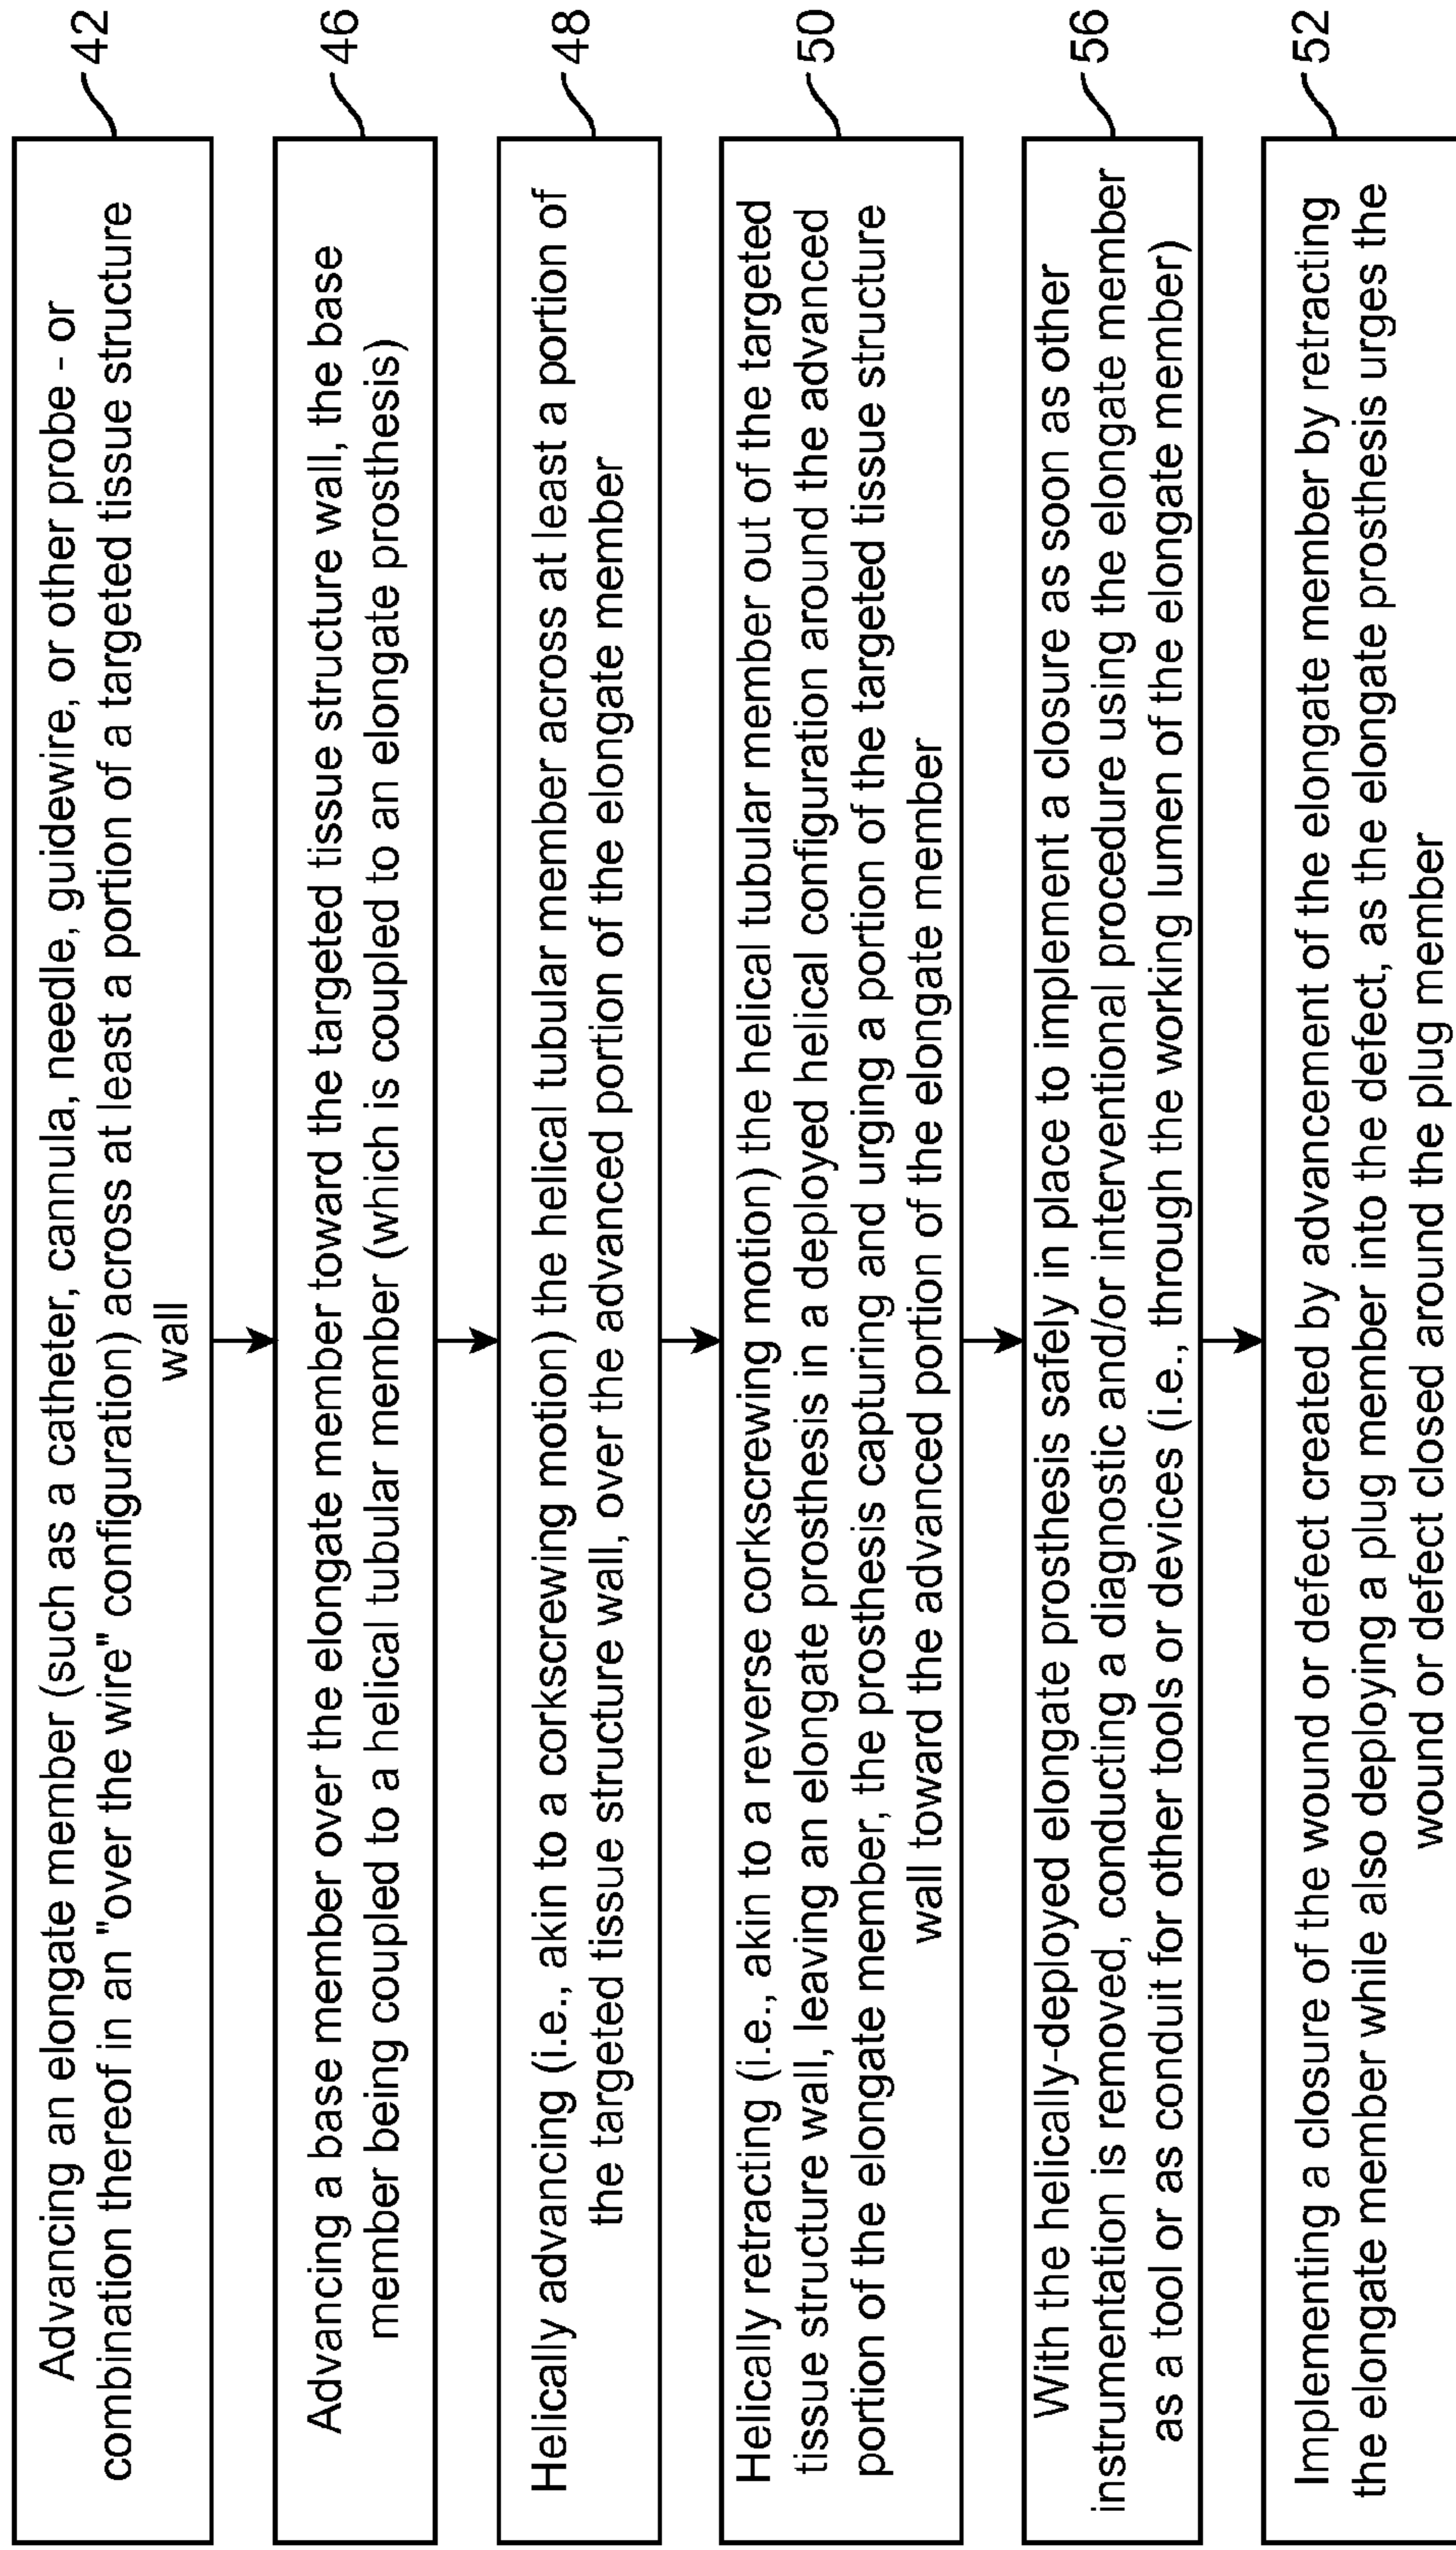 Advancing an elongate member (such as a catheter, cannula, needle, guidewire, or other probe - or
combination thereof in an "over the wire" configuration) across at least a portion of a targeted tissue structure
wall
42
Advancing a base member over the elongate member toward the targeted tissue structure wall, the base
member being coupled to a helical tubular member (which is coupled to an elongate prosthesis)
46
Helically advancing (i.e., akin to a corkscrewing motion) the helical tubular member across at least a portion of
the targeted tissue structure wall, over the advanced portion of the elongate member
48
Helically retracting (i.e., akin to a reverse corkscrewing motion) the helical tubular member out of the targeted
tissue structure wall, leaving an elongate prosthesis in a deployed helical configuration around the advanced
portion of the elongate member, the prosthesis capturing and urging a portion of the targeted tissue structure
wall toward the advanced portion of the elongate member
50
With the helically-deployed elongate prosthesis safely in place to implement a closure as soon as other
instrumentation is removed, conducting a diagnostic and/or interventional procedure using the elongate member
as a tool or as conduit for other tools or devices (i.e., through the working lumen of the elongate member)
56
Implementing a closure of the wound or defect created by advancement of the elongate member by retracting
the elongate member while also deploying a plug member into the defect, as the elongate prosthesis urges the
wound or defect closed around the plug member
52